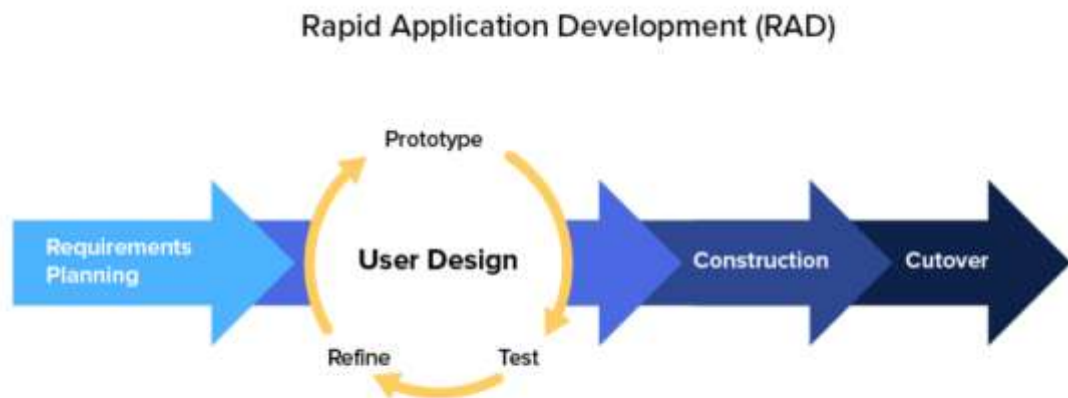 Rapid Application Development (RAD)
Prototype
Requirements
Planning
User Design
Construction
Cutover
Refine
Test